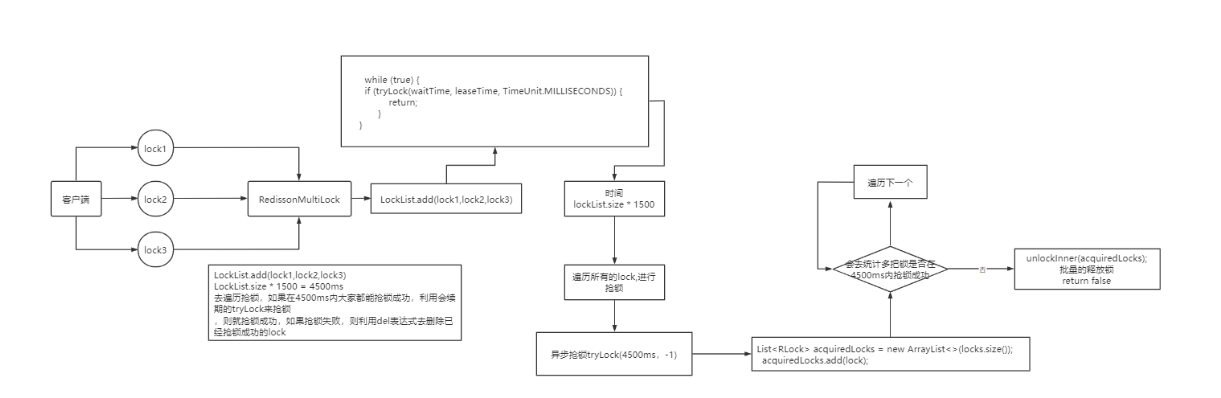 while (true) {
if (tryLock(waitTime, leaseTime, TimeUnit.MILLISECONDS)) {
return;
}
}
客户端
lock1
lock2
lock3
RedissonMultiLock
LockList.add(lock1,lock2,lock3)
LockList.add(lock1,lock2,lock3)
LockList.size * 1500 = 4500ms
去遍历抢锁，如果在4500ms内大家都能抢锁成功，利用会续
期的tryLock来抢锁
，则就抢锁成功，如果抢锁失败，则利用del表达式去删除已
经抢锁成功的lock
时间
lockList.size * 1500
遍历所有的lock,进行
抢锁
异步抢锁tryLock(4500ms，-1)
List<RLock> acquiredLocks = new ArrayList<>(locks.size());
acquiredLocks.add(lock);
遍历下一个
会去统计多把锁是否在
4500ms内抢锁成功
否
unlockInner(acquiredLocks);
批量的释放锁
return false